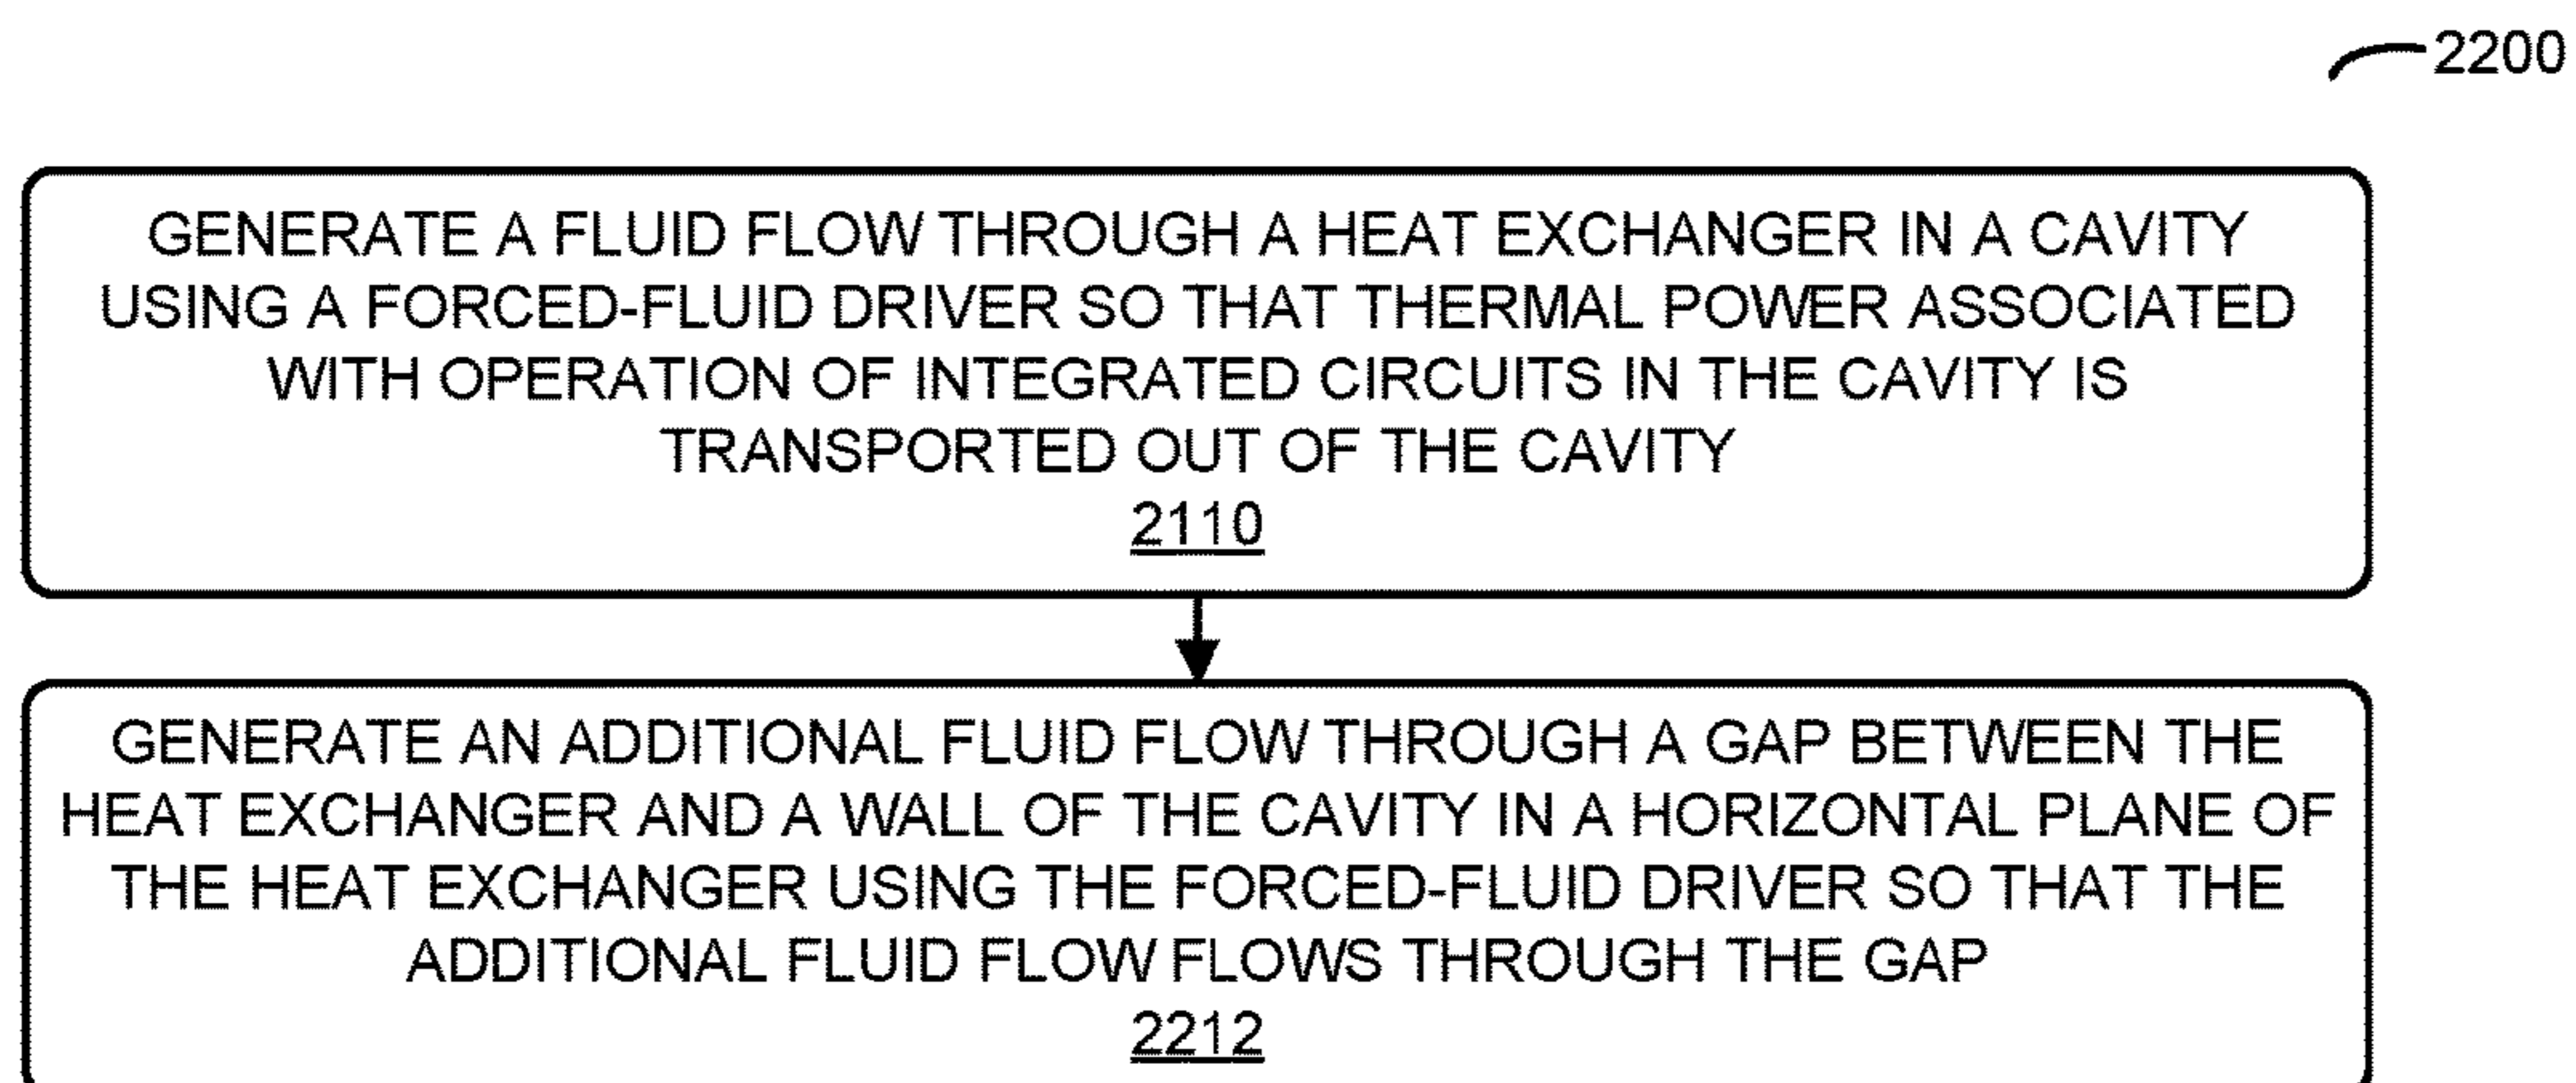 2200
GENERATE A FLUID FLOW THROUGH A HEAT EXCHANGER IN A CAVITY
USING A FORCED-FLUID DRIVER SO THAT THERMAL POWER ASSOCIATED
WITH OPERATION OF INTEGRATED CIRCUITS IN THE CAVITY IS
TRANSPORTED OUT OF THE CAVITY
2110
GENERATE AN ADDITIONAL FLUID FLOW THROUGH A GAP BETWEEN THE
HEAT EXCHANGER AND A WALL OF THE CAVITY IN A HORIZONTAL PLANE OF
THE HEAT EXCHANGER USING THE FORCED-FLUID DRIVER SO THAT THE
ADDITIONAL FLUID FLOW FLOWS THROUGH THE GAP
2212